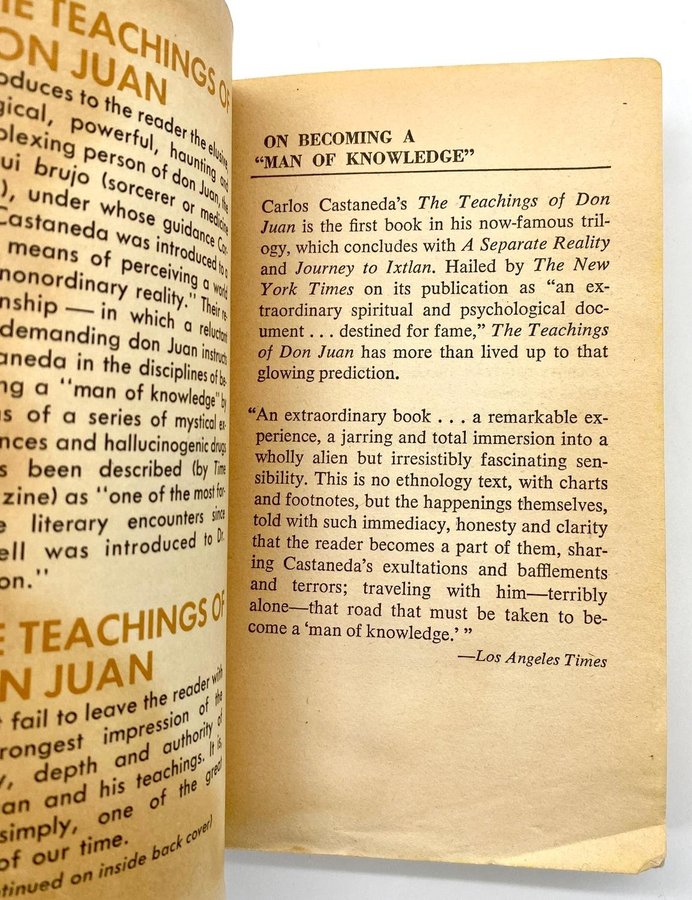 HE TEACHINGS OF
DON JUAN
oduces to the reader the elusive,
gical, powerful, haunting and
plexing person of don Juan, the
ui brujo (sorcerer or medicine
), under whose guidance Car-
Castaneda was introduced to a
means of perceiving a world
nonordinary reality." Their re-
nship — in which a reluctant
demanding don Juan instructs
aneda in the disciplines of be-
ng a "man of knowledge" by
ns of a series of mystical ex-
ences and hallucinogenic drugs
s been described (by Time
zine) as "one of the most for-
e literary encounters since
ell was introduced to Dr.
on."
E TEACHINGS OF
N JUAN
t fail to leave the reader with
rongest impression of the
y, depth and authority of
an and his teachings. It is
simply, one of the great
of our time.
ntinued on inside back cover)
ON BECOMING A
“MAN OF KNOWLEDGE”
Carlos Castaneda’s The Teachings of Don
Juan is the first book in his now-famous tril-
ogy, which concludes with A Separate Reality
and Journey to Ixtlan. Hailed by The New
York Times on its publication as “an ex-
traordinary spiritual and psychological doc-
ument . . . destined for fame,” The Teachings
of Don Juan has more than lived up to that
glowing prediction.
“An extraordinary book . . . a remarkable ex-
perience, a jarring and total immersion into a
wholly alien but irresistibly fascinating sen-
sibility. This is no ethnology text, with charts
and footnotes, but the happenings themselves,
told with such immediacy, honesty and clarity
that the reader becomes a part of them, shar-
ing Castaneda’s exultations and bafflements
and terrors; traveling with him—terribly
alone—that road that must be taken to be-
come a ‘man of knowledge.’ ”
—Los Angeles Times